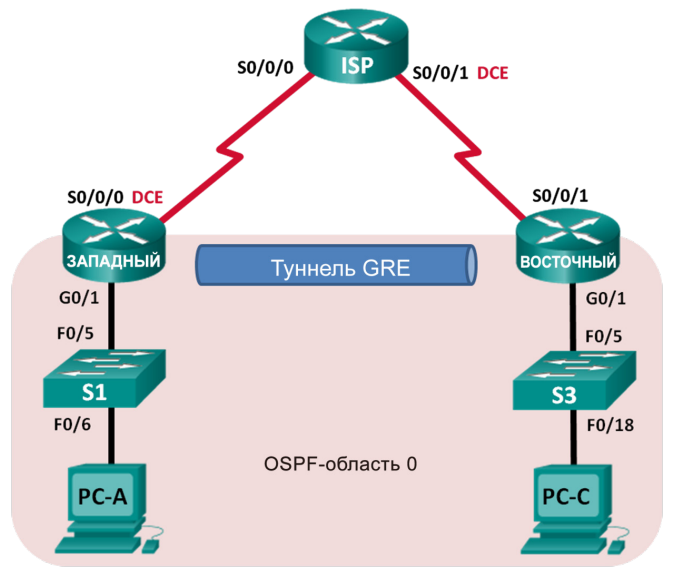 ISP
S0/0/0
S0/0/1 DCE
S0/0/0 DCE
S0/0/1
ЗАПАДНЫЙ
Туннель GRE
ВОСТОЧНЫЙ
G0/1
G0/1
F0/5
F0/5
S1
S3
F0/6
F0/18
OSPF-область 0
PC-A
PC-C